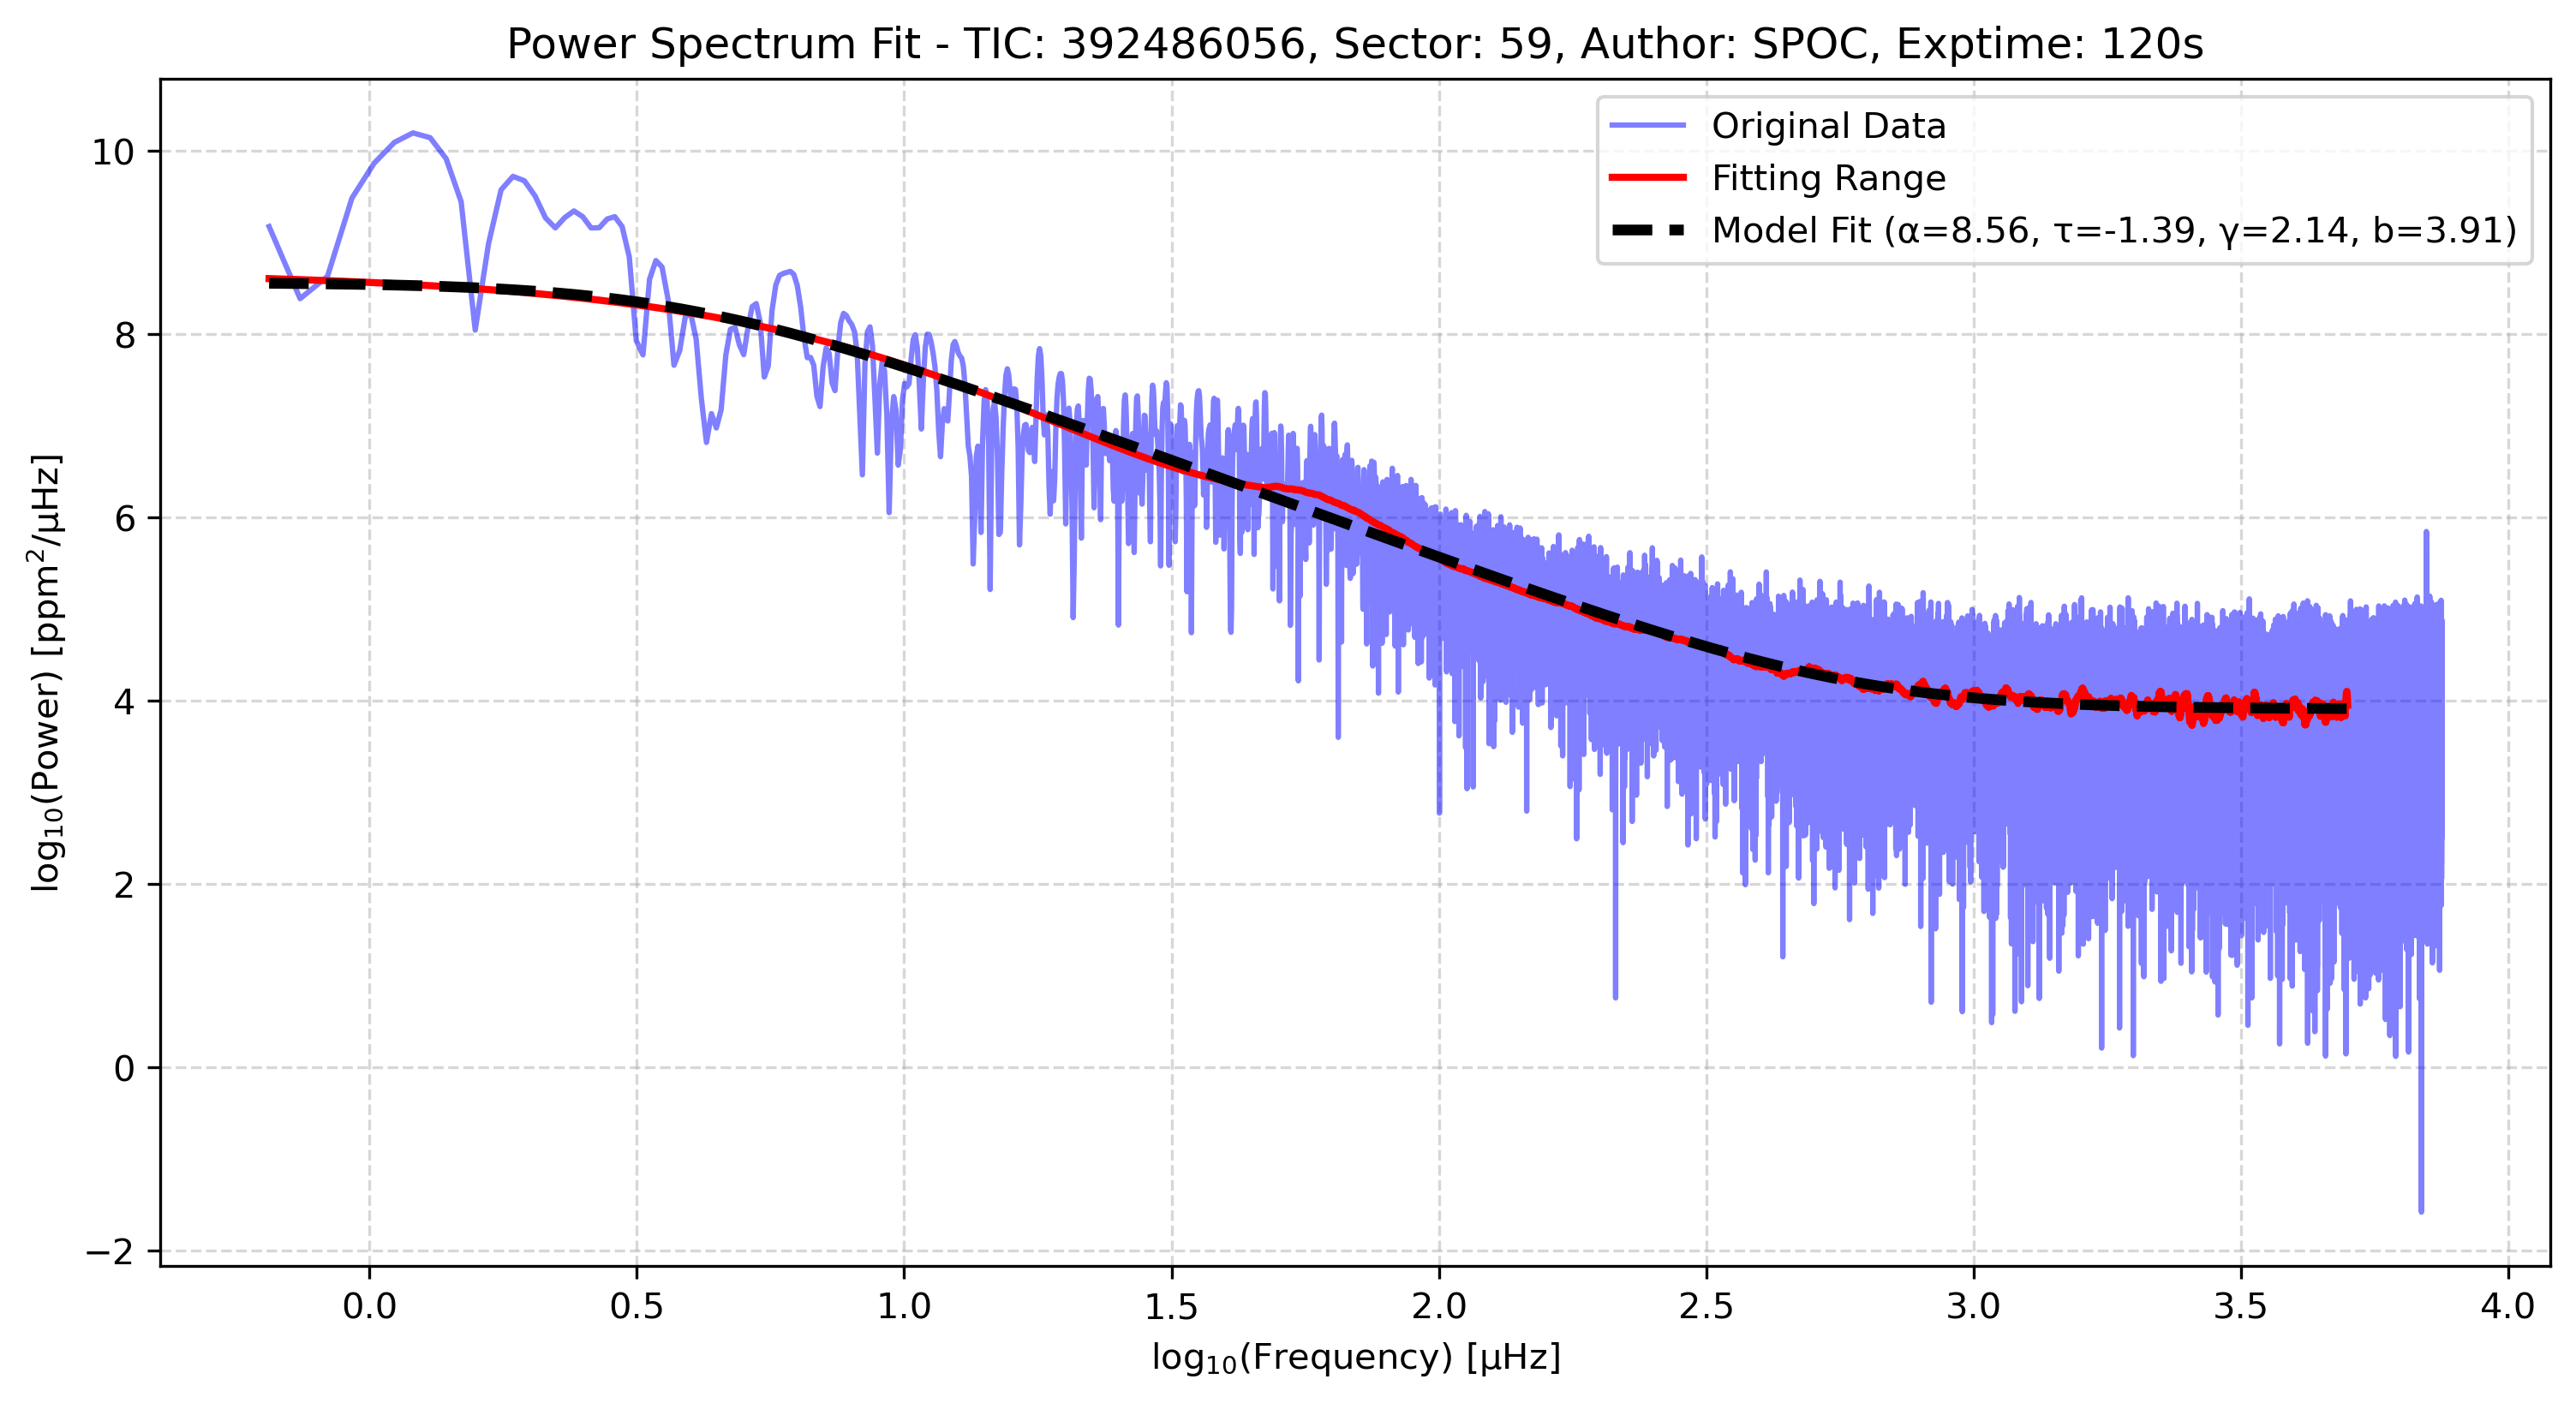 Power Spectrum Fit - TIC: 392486056, Sector: 59, Author: SPOC, Exptime: 120s
Original Data
Fitting Range
Model Fit (α=8.56, τ=-1.39, γ=2.14, b=3.91)
log₁₀(Power) [ppm²/μHz]
10
8
6
4
2
0
−2
0.0 0.5 1.0 1.5 2.0 2.5 3.0 3.5 4.0
log₁₀(Frequency) [μHz]